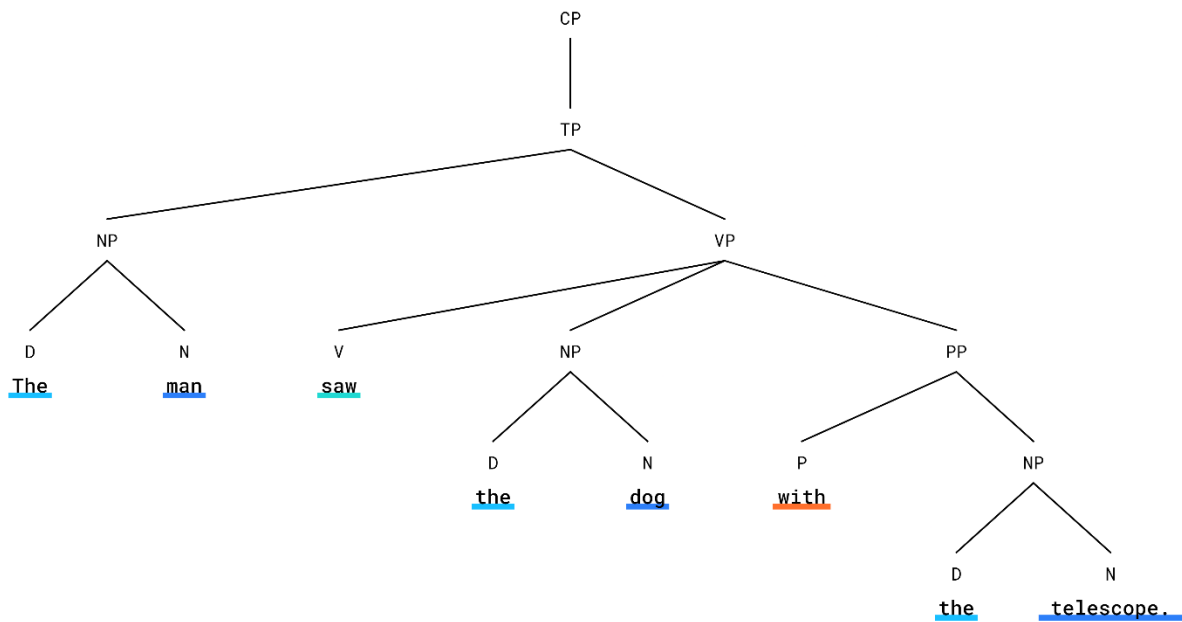 CP
TP
NP VP
D N V NP PP
The man saw
D N P NP
the dog with
D N
the telescope.